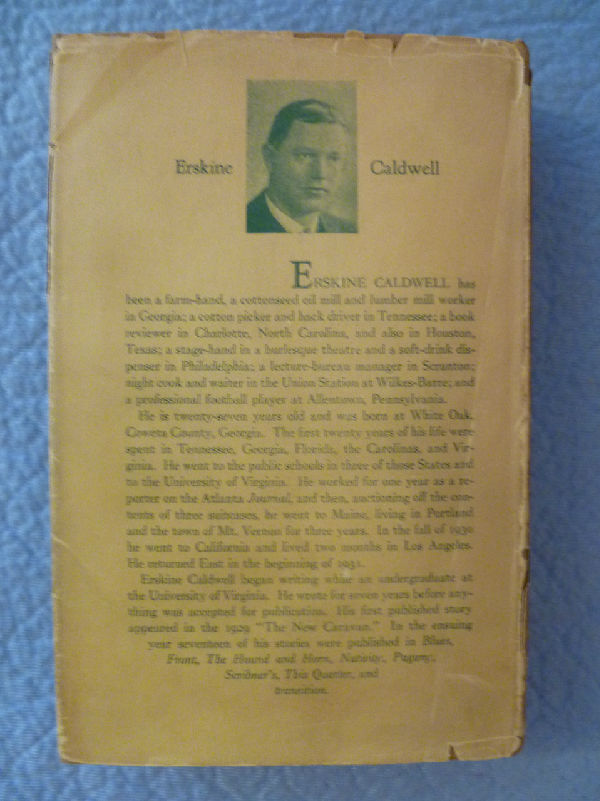 Erskine Caldwell
ERSKINE CALDWELL has
been a farm-hand, a cottonseed oil mill and lumber mill worker
in Georgia; a cotton picker and hack driver in Tennessee; a book
reviewer in Charlotte, North Carolina, and also in Houston,
Texas; a stage-hand in a burlesque theatre and a soft-drink dis-
penser in Philadelphia; a lecture-bureau manager in Scranton;
night cook and waiter in the Union Station at Wilkes-Barre; and
a professional football player at Allentown, Pennsylvania.
He is twenty-seven years old and was born at White Oak,
Coweta County, Georgia. The first twenty years of his life were
spent in Tennessee, Georgia, Florida, the Carolinas, and Vir-
ginia. He went to the public schools in three of those States and
to the University of Virginia. He worked for one year as a re-
porter on the Atlanta Journal, and then, auctioning off the con-
tents of three suitcases, he went to Maine, living in Portland
and the town of Mt. Vernon for three years. In the fall of 1930
he went to California and lived two months in Los Angeles.
He returned East in the beginning of 1931.
Erskine Caldwell began writing while an undergraduate at
the University of Virginia. He wrote for seven years before any-
thing was accepted for publication. His first published story
appeared in the 1929 "The New Caravan." In the ensuing
year seventeen of his stories were published in Blues,
Front, The Hound and Horn, Nativity, Pagany,
Scribner's, This Quarter, and
transition.